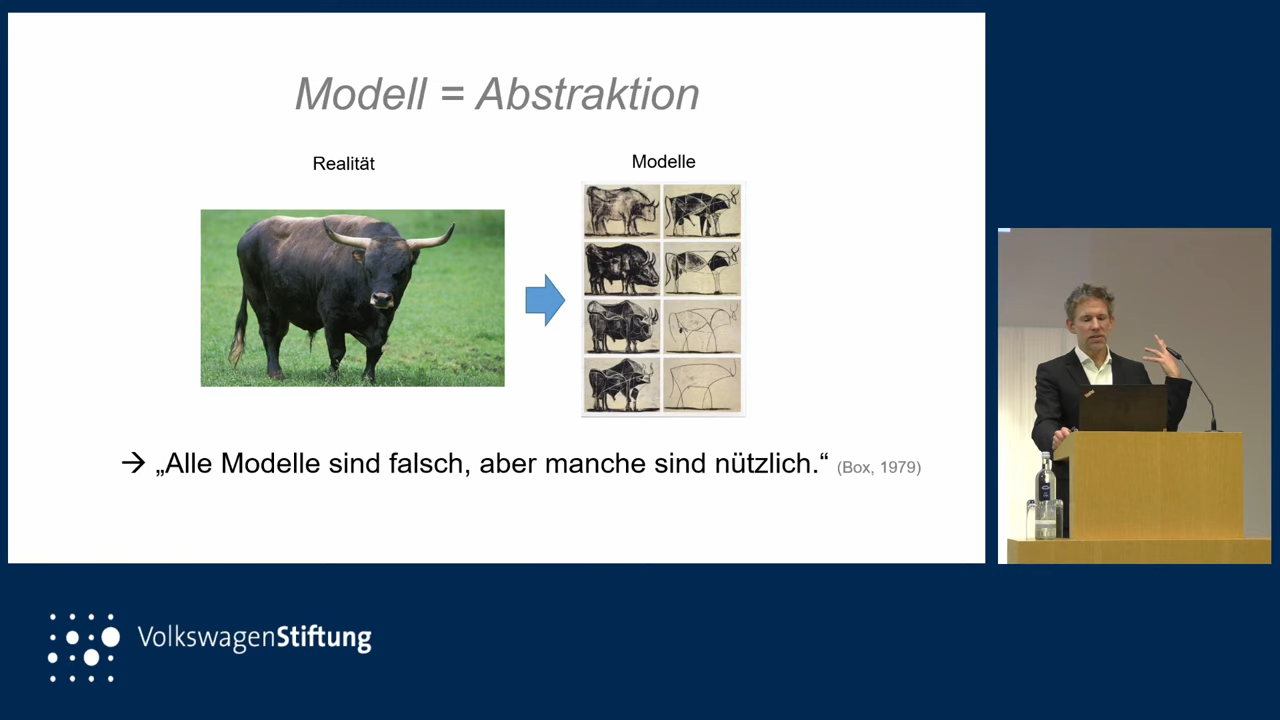 Modell = Abstraktion
Realität
Modelle
→ „Alle Modelle sind falsch, aber manche sind nützlich.“ (Box, 1979)
VolkswagenStiftung